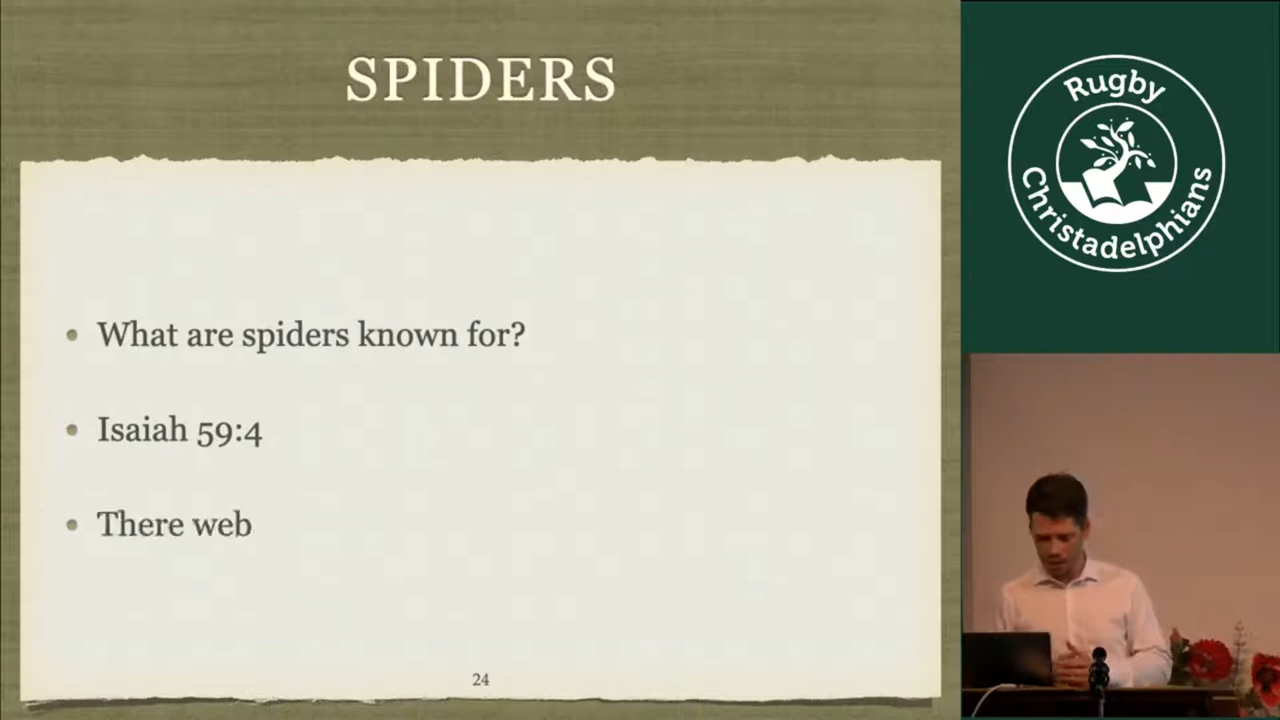 SPIDERS
What are spiders known for?
Isaiah 59:4
There web
24
Rugby
Christadelphians